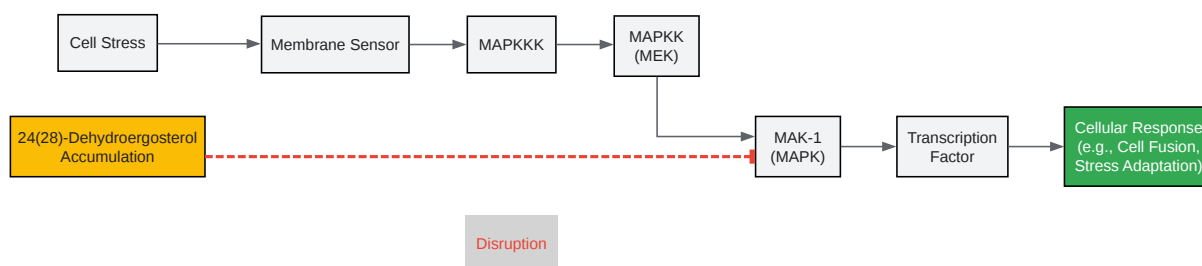 Cell Stress
Membrane Sensor
MAPKKK
MAPKK
(MEK)
24(28)-Dehydroergosterol
Accumulation
MAK-1
(MAPK)
Transcription
Factor
Cellular Response
(e.g., Cell Fusion,
Stress Adaptation)
Disruption